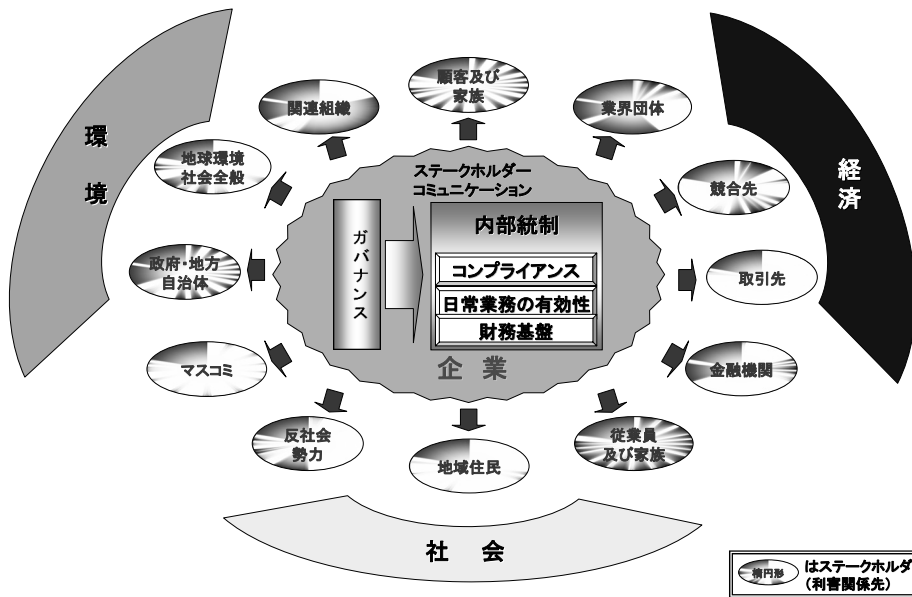 環境
経済
社 会
関連組織
顧客及び
家族
業界団体
地球環境
社会全般
競合先
政府・地方
自治体
取引先
マスコミ
金融機関
反社会
勢力
地域住民
従業員
及び家族
ステークホルダー
コミュニケーション
ガバナンス
内部統制
コンプライアンス
日常業務の有効性
財務基盤
企 業
楕円形
はステークホルダ
(利害関係先)